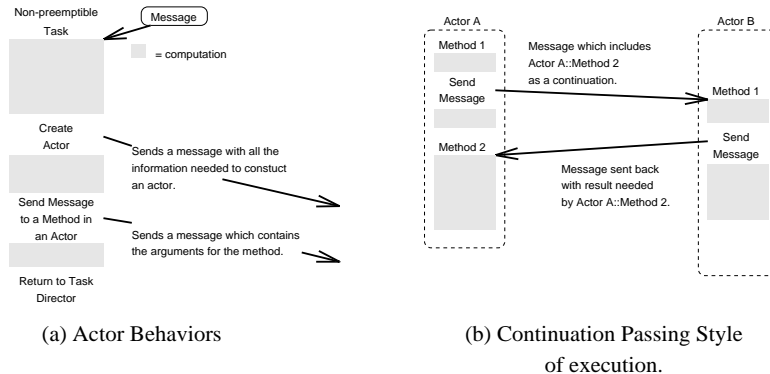 Non-preemptible
Task
Message
= computation
Create
Actor
Sends a message with all the
information needed to constuct
an actor.
Send Message
to a Method in
an Actor
Sends a message which contains
the arguments for the method.
Return to Task
Director
(a) Actor Behaviors
Actor A
Method 1
Send
Message
Method 2
Message which includes
Actor A::Method 2
as a continuation.
Actor B
Method 1
Send
Message
Message sent back
with result needed
by Actor A::Method 2.
(b) Continuation Passing Style
of execution.